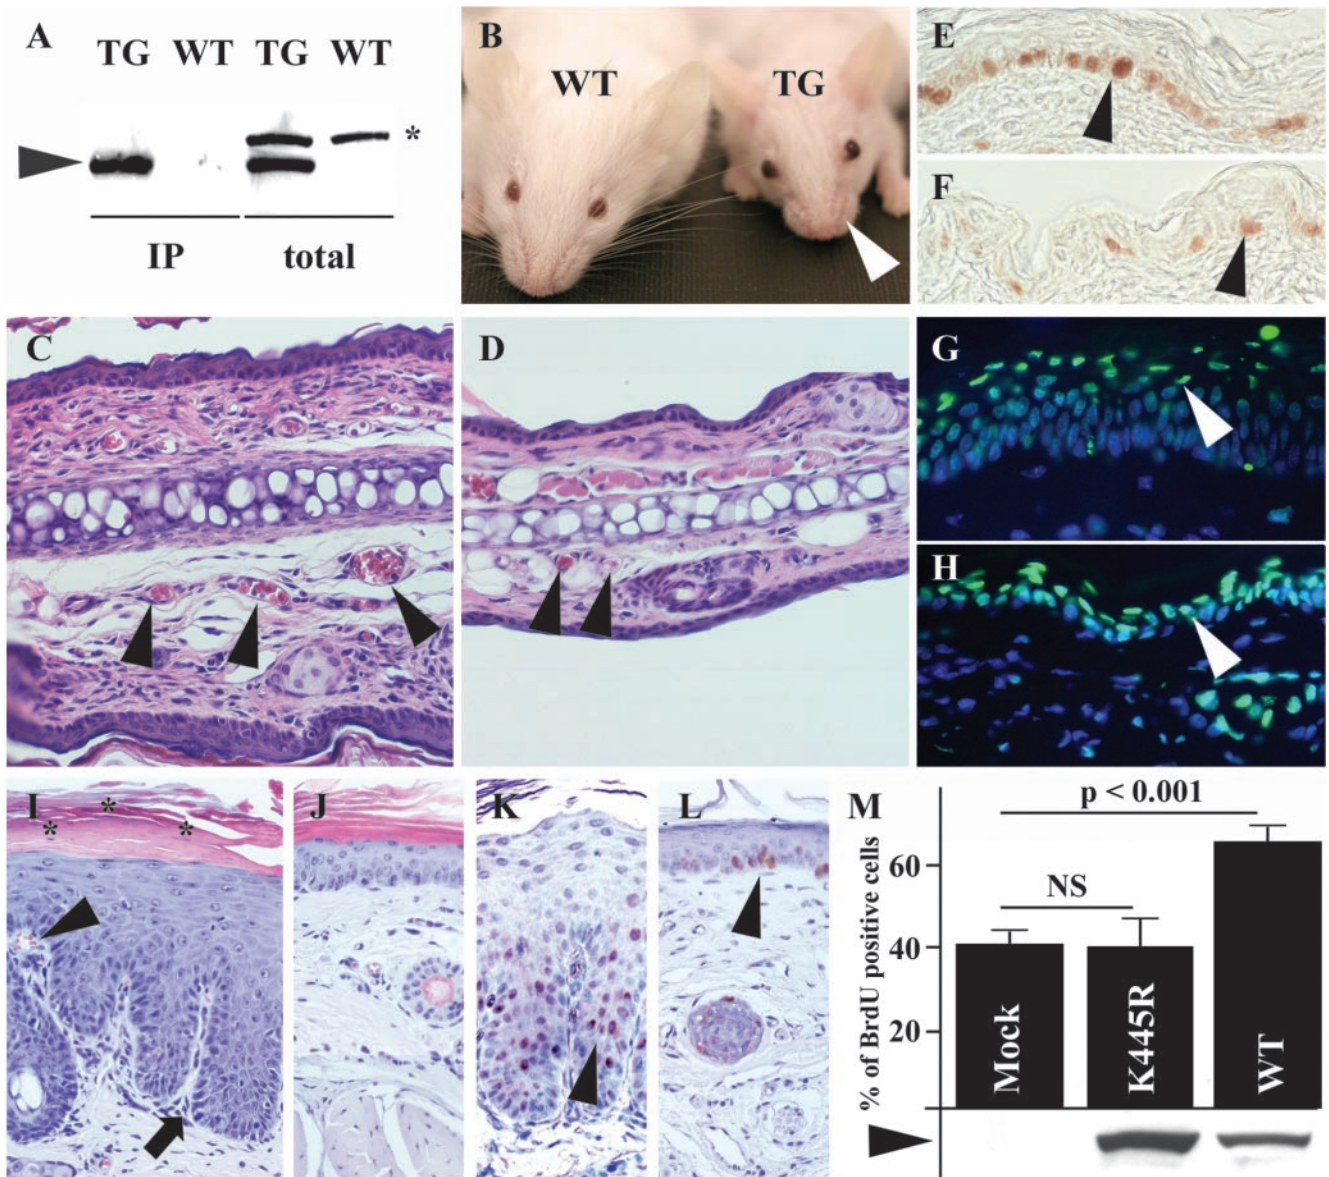 A
TG WT TG WT
*
IP total
B
WT TG
E
F
C
D
G
H
I
* * *
J
K
L
M
p < 0.001
NS
% of BrdU positive cells
60
40
20
Mock
K445R
WT